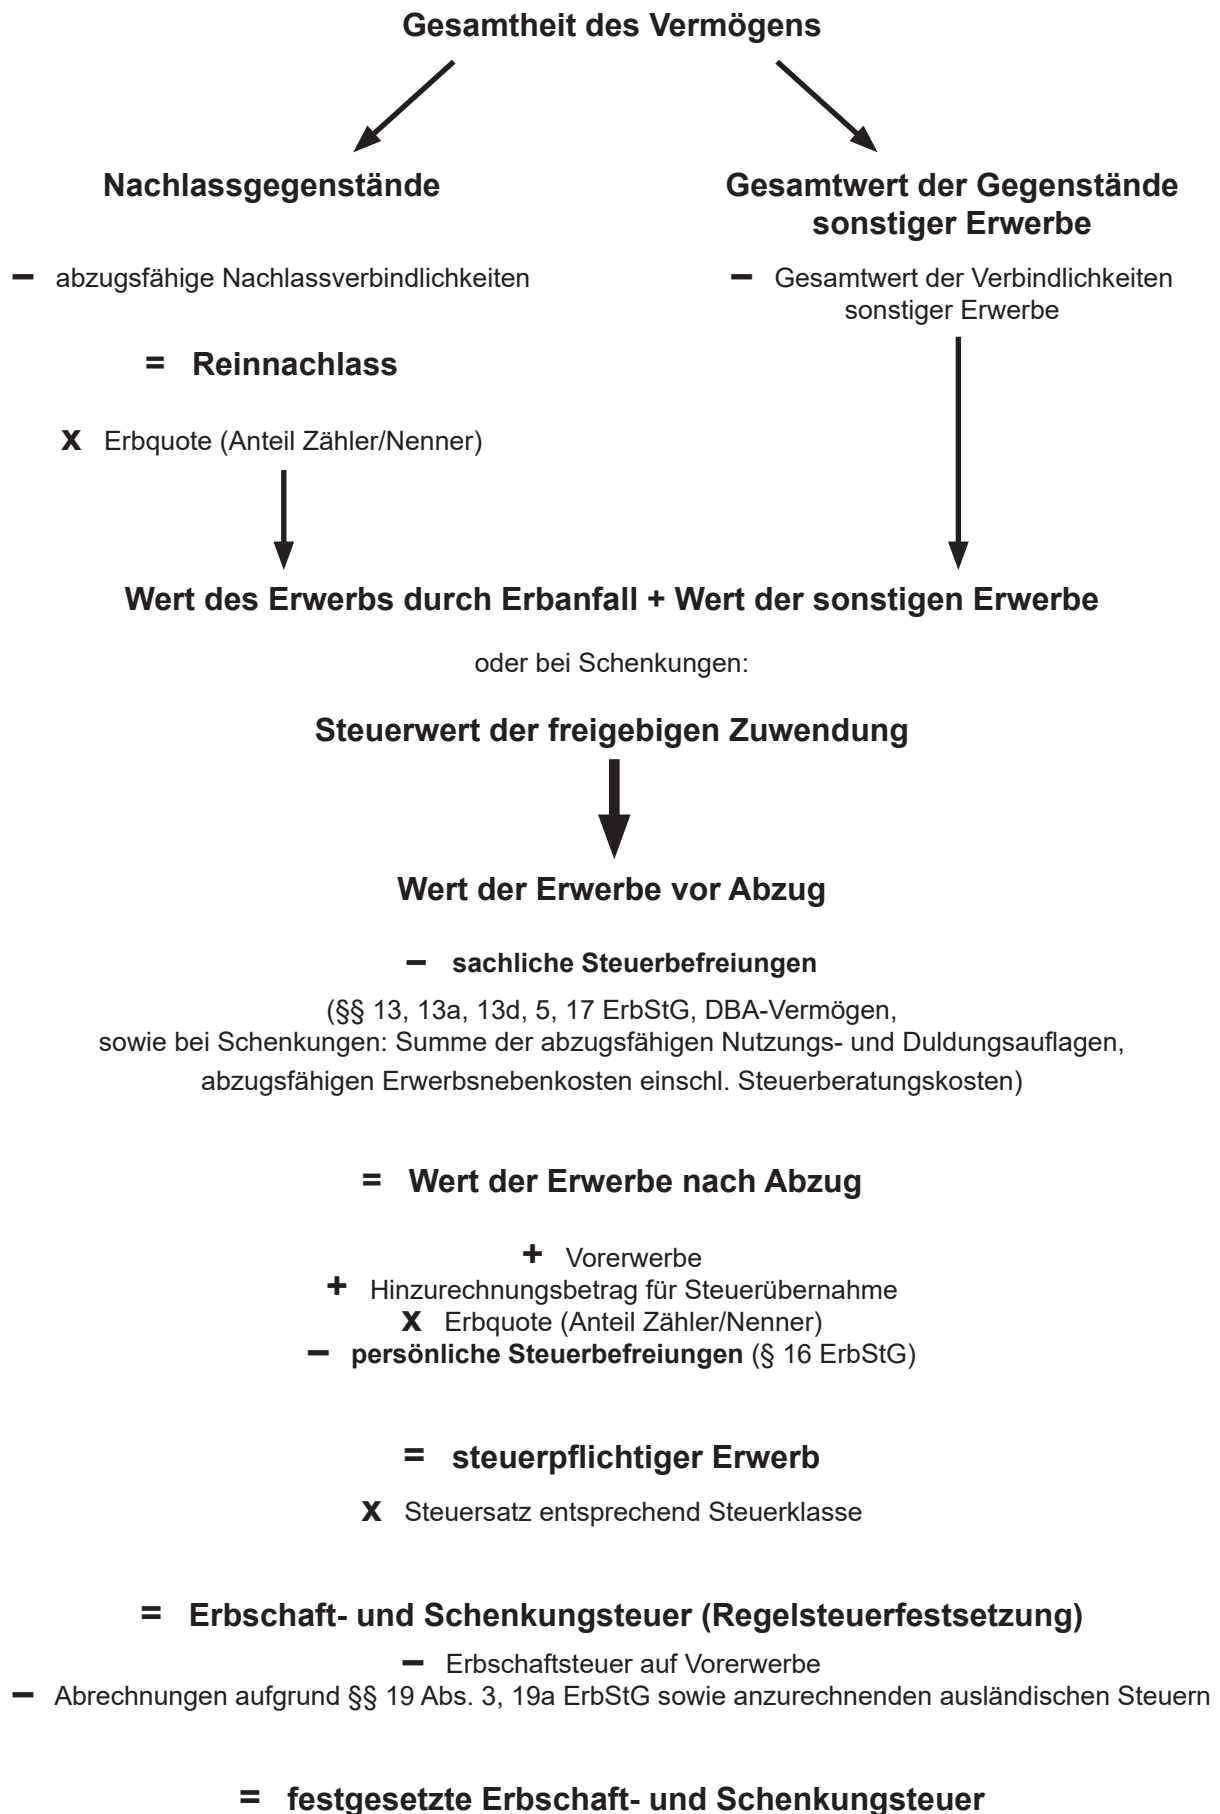 Gesamtheit des Vermögens
Nachlassgegenstände
– abzugsfähige Nachlassverbindlichkeiten
= Reinnachlass
x Erbquote (Anteil Zähler/Nenner)
Gesamtwert der Gegenstände
sonstiger Erwerbe
– Gesamtwert der Verbindlichkeiten
sonstiger Erwerbe
Wert des Erwerbs durch Erbanfall + Wert der sonstigen Erwerbe
oder bei Schenkungen:
Steuerwert der freigebigen Zuwendung
Wert der Erwerbe vor Abzug
– sachliche Steuerbefreiungen
(§§ 13, 13a, 13d, 5, 17 ErbStG, DBA-Vermögen,
sowie bei Schenkungen: Summe der abzugsfähigen Nutzungs- und Duldungsauflagen,
abzugsfähigen Erwerbsnebenkosten einschl. Steuerberatungskosten)
= Wert der Erwerbe nach Abzug
+ Vorerwerbe
+ Hinzurechnungsbetrag für Steuerübernahme
x Erbquote (Anteil Zähler/Nenner)
– persönliche Steuerbefreiungen (§ 16 ErbStG)
= steuerpflichtiger Erwerb
x Steuersatz entsprechend Steuerklasse
= Erbschaft- und Schenkungsteuer (Regelsteuerfestsetzung)
– Erbschaftsteuer auf Vorerwerbe
– Abrechnungen aufgrund §§ 19 Abs. 3, 19a ErbStG sowie anzurechnenden ausländischen Steuern
= festgesetzte Erbschaft- und Schenkungsteuer